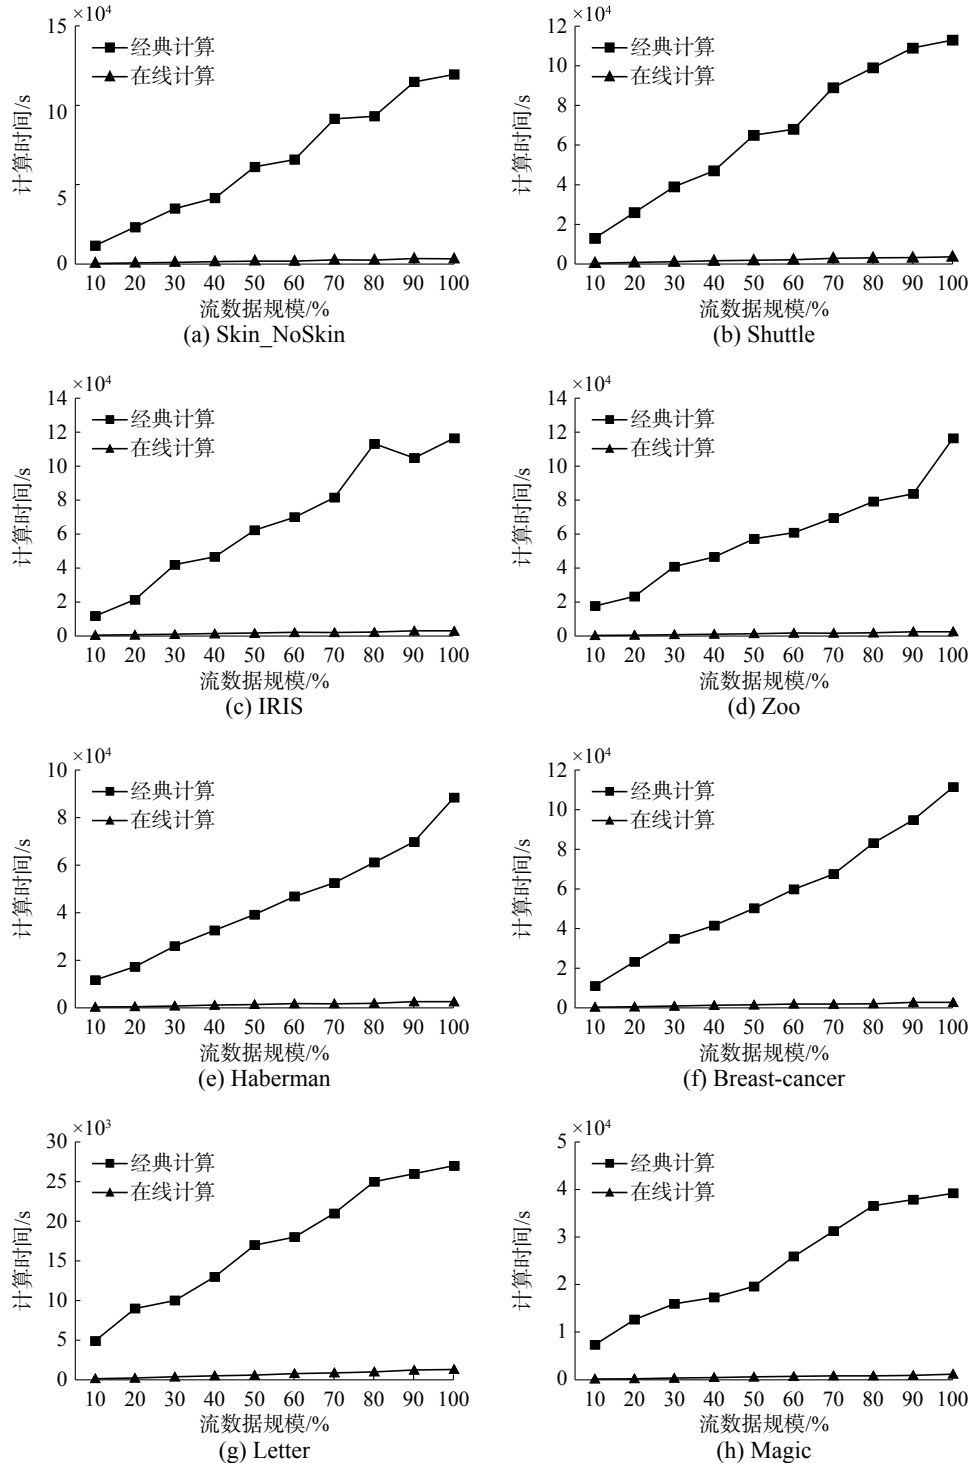 ×10⁴
15
10
5
0
经典计算
在线计算
计算时间/s
10 20 30 40 50 60 70 80 90 100
流数据规模/%
(a) Skin_NoSkin
×10⁴
12
10
8
6
4
2
0
经典计算
在线计算
计算时间/s
10 20 30 40 50 60 70 80 90 100
流数据规模/%
(b) Shuttle
×10⁴
14
12
10
8
6
4
2
0
经典计算
在线计算
计算时间/s
10 20 30 40 50 60 70 80 90 100
流数据规模/%
(c) IRIS
×10⁴
14
12
10
8
6
4
2
0
经典计算
在线计算
计算时间/s
10 20 30 40 50 60 70 80 90 100
流数据规模/%
(d) Zoo
×10⁴
10
8
6
4
2
0
经典计算
在线计算
计算时间/s
10 20 30 40 50 60 70 80 90 100
流数据规模/%
(e) Haberman
×10⁴
12
10
8
6
4
2
0
经典计算
在线计算
计算时间/s
10 20 30 40 50 60 70 80 90 100
流数据规模/%
(f) Breast-cancer
×10³
30
25
20
15
10
5
0
经典计算
在线计算
计算时间/s
10 20 30 40 50 60 70 80 90 100
流数据规模/%
(g) Letter
×10⁴
5
4
3
2
1
0
经典计算
在线计算
计算时间/s
10 20 30 40 50 60 70 80 90 100
流数据规模/%
(h) Magic